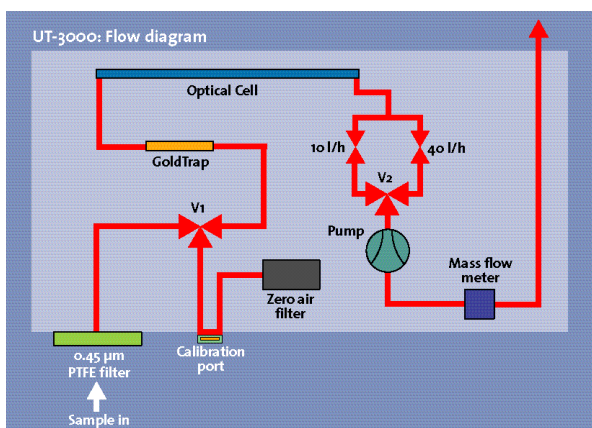 UT-3000: Flow diagram
Optical Cell
GoldTrap
10 l/h
40 l/h
V1
V2
Pump
Mass flow
meter
Zero air
filter
Calibration
port
0.45 µm
PTFE filter
Sample in